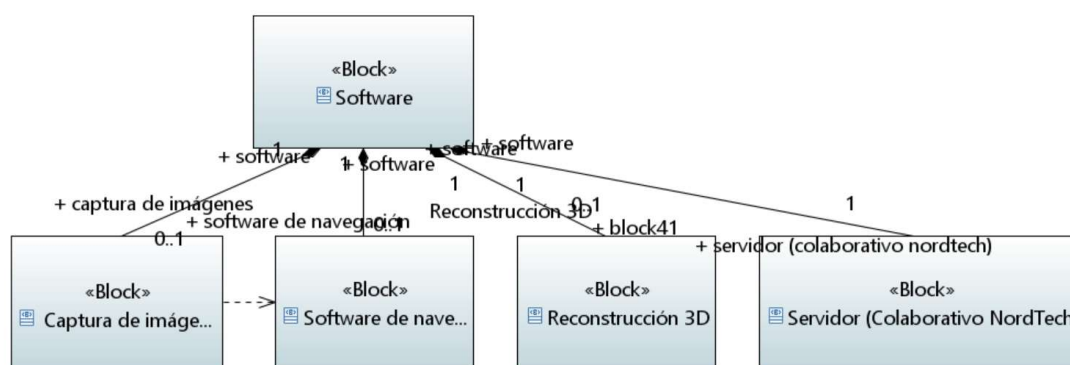 «Block»
Software
+ software
1
1
+ software
+ software
+ software
+ captura de imágenes
0..1
+ software de navegación
0..1
1
Reconstrucción 3D
1
0..1
+ block41
1
+ servidor (colaborativo nordtech)
«Block»
Captura de imáge...
«Block»
Software de nave...
«Block»
Reconstrucción 3D
«Block»
Servidor (Colaborativo NordTech